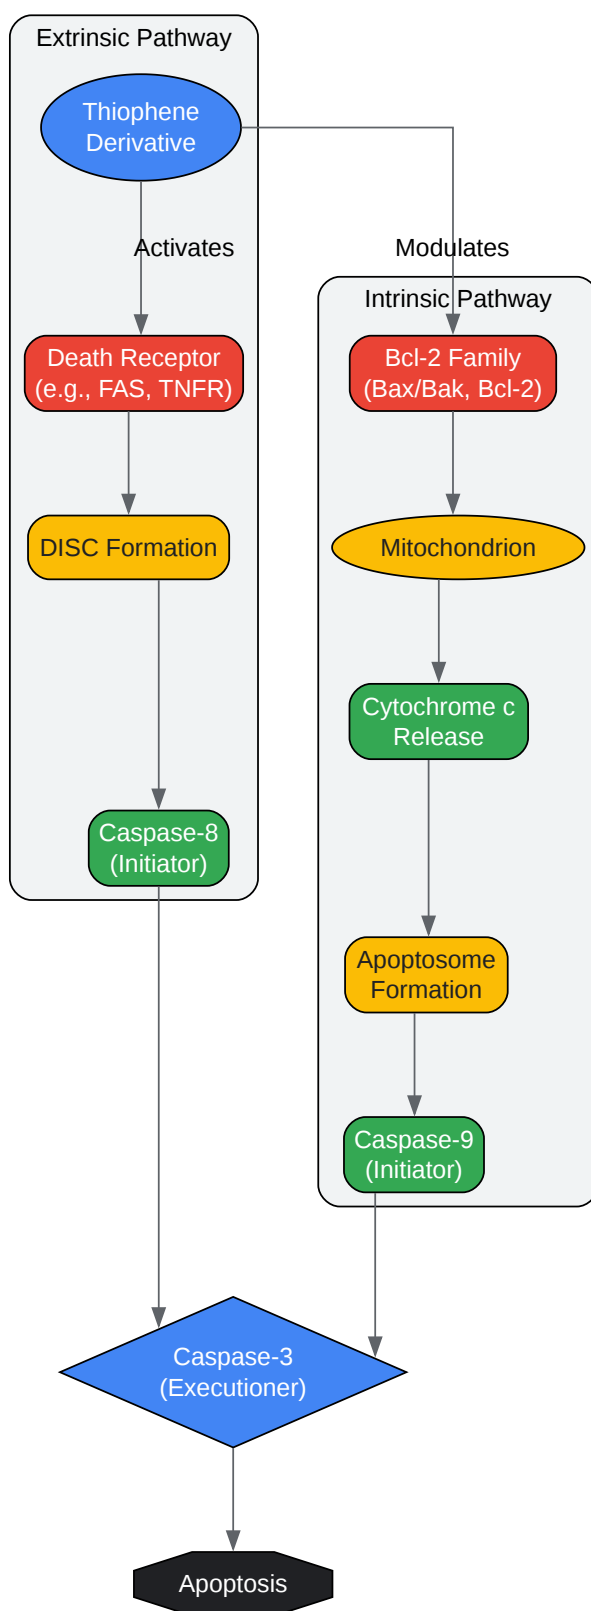 Extrinsic Pathway
Thiophene
Derivative
Activates
Modulates
Intrinsic Pathway
Death Receptor
(e.g., FAS, TNFR)
Bcl-2 Family
(Bax/Bak, Bcl-2)
DISC Formation
Mitochondrion
Cytochrome c
Release
Caspase-8
(Initiator)
Apoptosome
Formation
Caspase-9
(Initiator)
Caspase-3
(Executioner)
Apoptosis